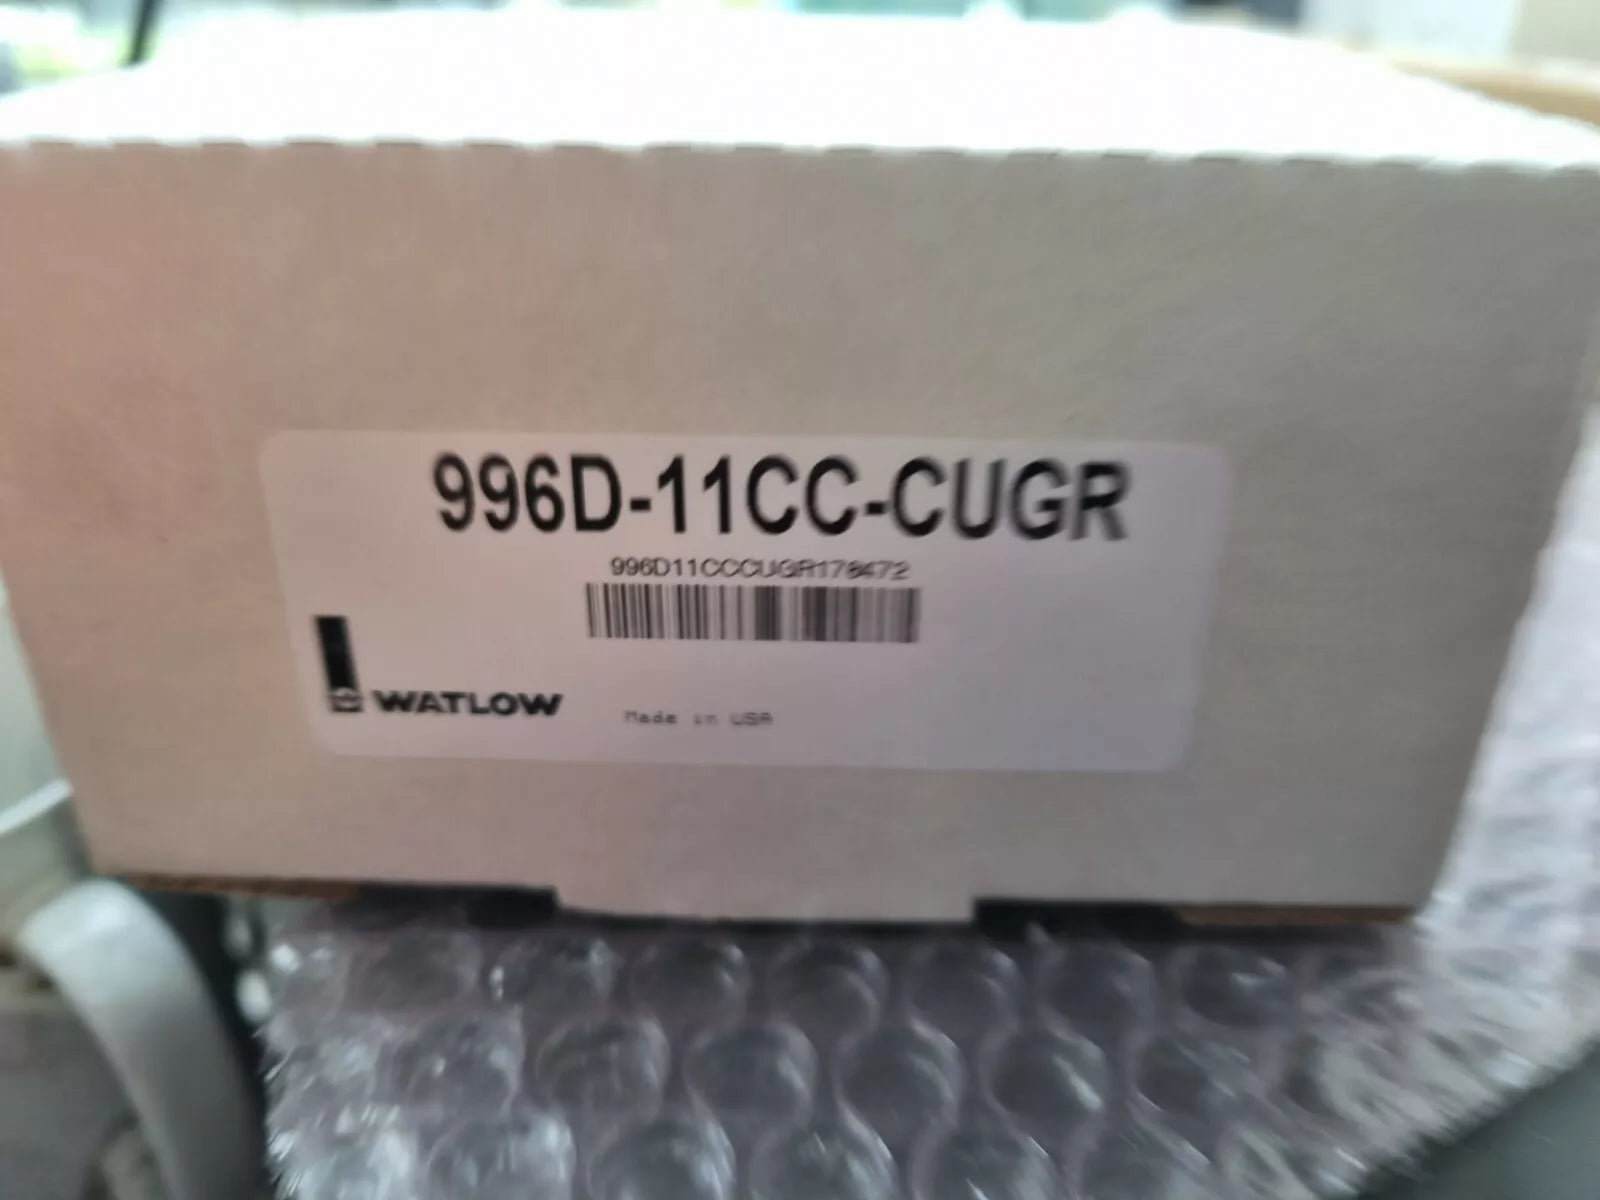 996D-11CC-CUGR
996D11CCCUGR178472
WATLOW
Made in USA